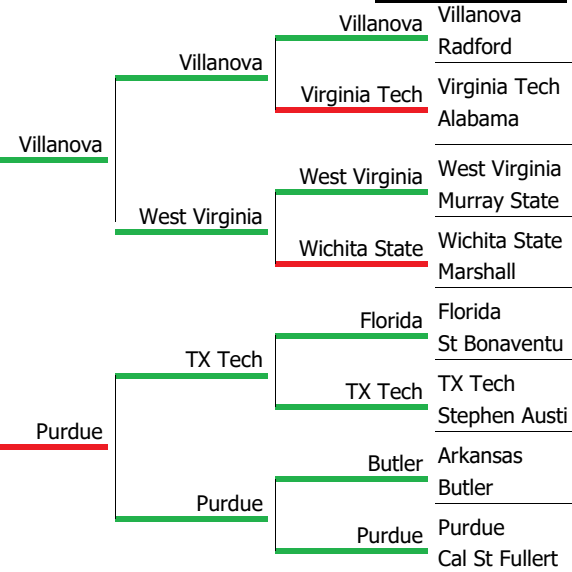 Villanova
Villanova
Radford
Villanova
Virginia Tech
Virginia Tech
Alabama
Villanova
West Virginia
West Virginia
Murray State
West Virginia
Wichita State
Wichita State
Marshall
Florida
Florida
St Bonaventu
TX Tech
TX Tech
TX Tech
Stephen Austi
Purdue
Butler
Arkansas
Butler
Purdue
Purdue
Purdue
Cal St Fullert